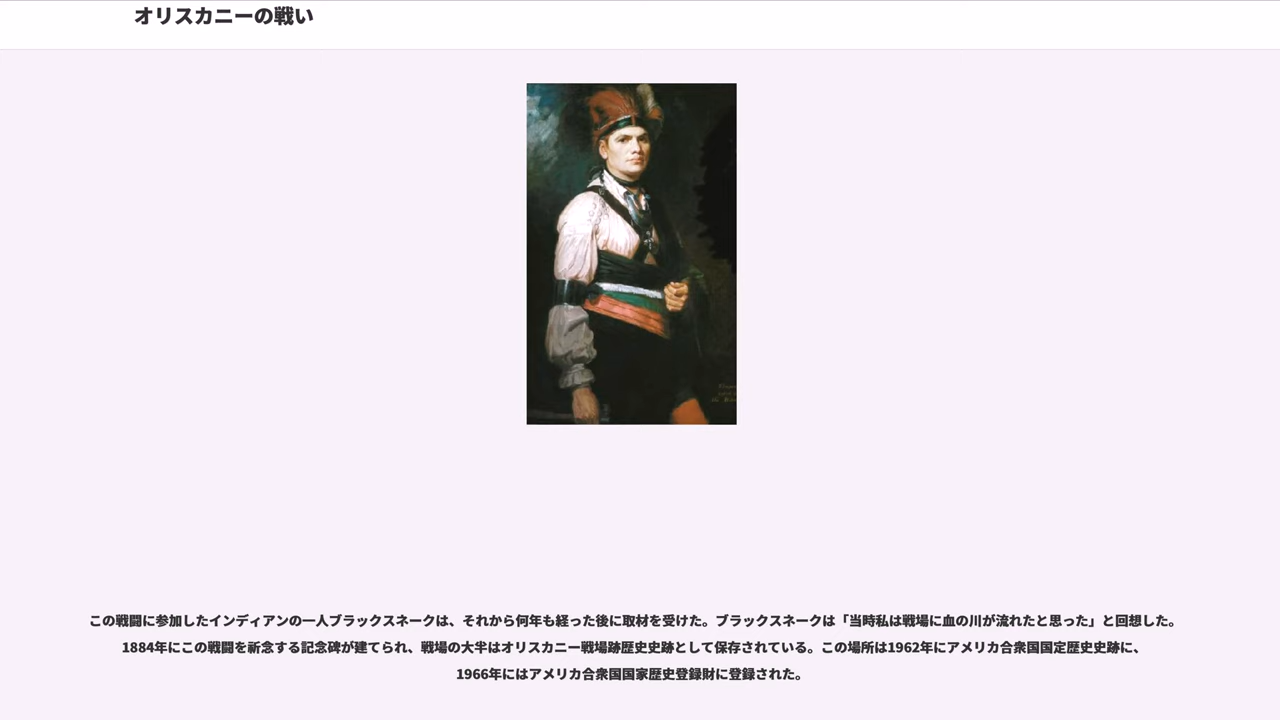 オリスカニーの戦い
この戦闘に参加したインディアンの一人ブラックスネークは、それから何年も経った後に取材を受けた。ブラックスネークは「当時私は戦場に血の川が流れたと思った」と回想した。
1884年にこの戦闘を祈念する記念碑が建てられ、戦場の大半はオリスカニー戦場跡歴史史跡として保存されている。この場所は1962年にアメリカ合衆国国定歴史史跡に、
1966年にはアメリカ合衆国国家歴史登録財に登録された。